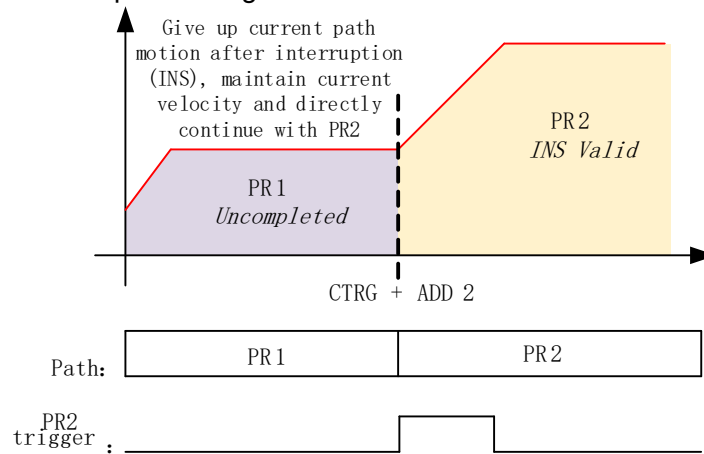 Give up current path
motion after interruption
(INS), maintain current
velocity and directly
continue with PR2
PR2
INS Valid
PR1
Uncompleted
CTRG + ADD 2
Path:
PR1
PR2
PR2
trigger :